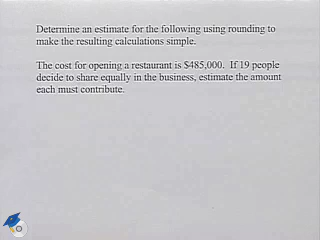 Determine an estimate for the following using rounding to
make the resulting calculations simple.
The cost for opening a restaurant is $485,000.  If 19 people
decide to share equally in the business, estimate the amount
each must contribute.